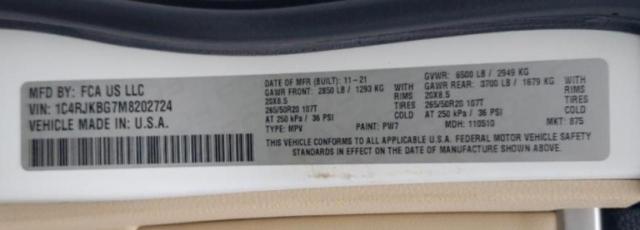 MFD BY: FCA US LLC
VIN: 1C4RJKBG7M8202724
VEHICLE MADE IN: U.S.A.
DATE OF MFR (BUILT): 11-21
GAWR FRONT: 2850 LB / 1293 KG WITH
20X8.5 RIMS
265/50R20 107T TIRES
AT 250 kPa / 36 PSI COLD
TYPE: MPV PAINT: PW7
GVWR: 6500 LB / 2949 KG
GAWR REAR: 3700 LB / 1679 KG WITH
20X8.5 RIMS
265/50R20 107T TIRES
AT 250 kPa / 36 PSI COLD
MDH: 110510 MKT: 875
THIS VEHICLE CONFORMS TO ALL APPLICABLE U.S.A. FEDERAL MOTOR VEHICLE SAFETY
STANDARDS IN EFFECT ON THE DATE OF MANUFACTURE SHOWN ABOVE.